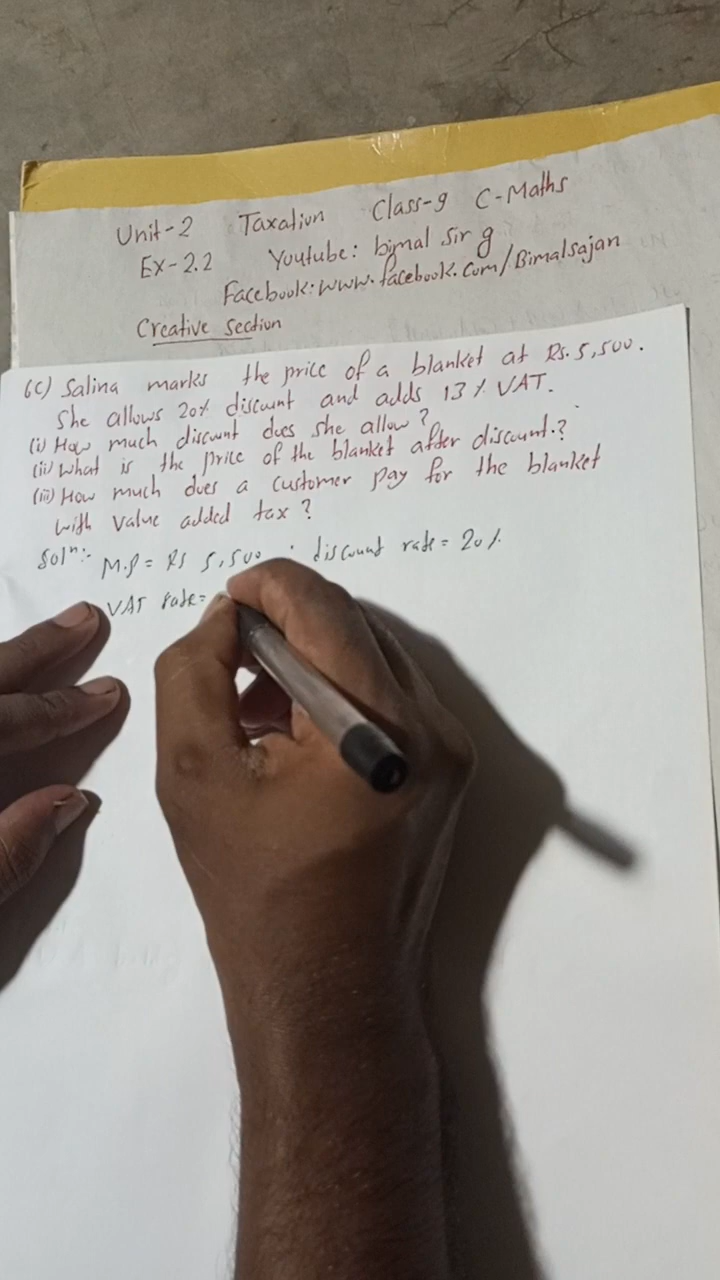 Unit-2 Taxation Class-9 C-Maths
Ex-2.2 Youtube: bimal sir g
Facebook: www.facebook.com/Bimalsajan
Creative section
6c) Salina marks the price of a blanket at Rs. 5,500.
She allows 20% discount and adds 13% VAT.
(i) How much discount does she allow?
(ii) What is the price of the blanket after discount.?
(iii) How much does a customer pay for the blanket
with value added tax?
Solⁿ:- M.P = Rs 5,500 discount rate = 20%
VAT rate=